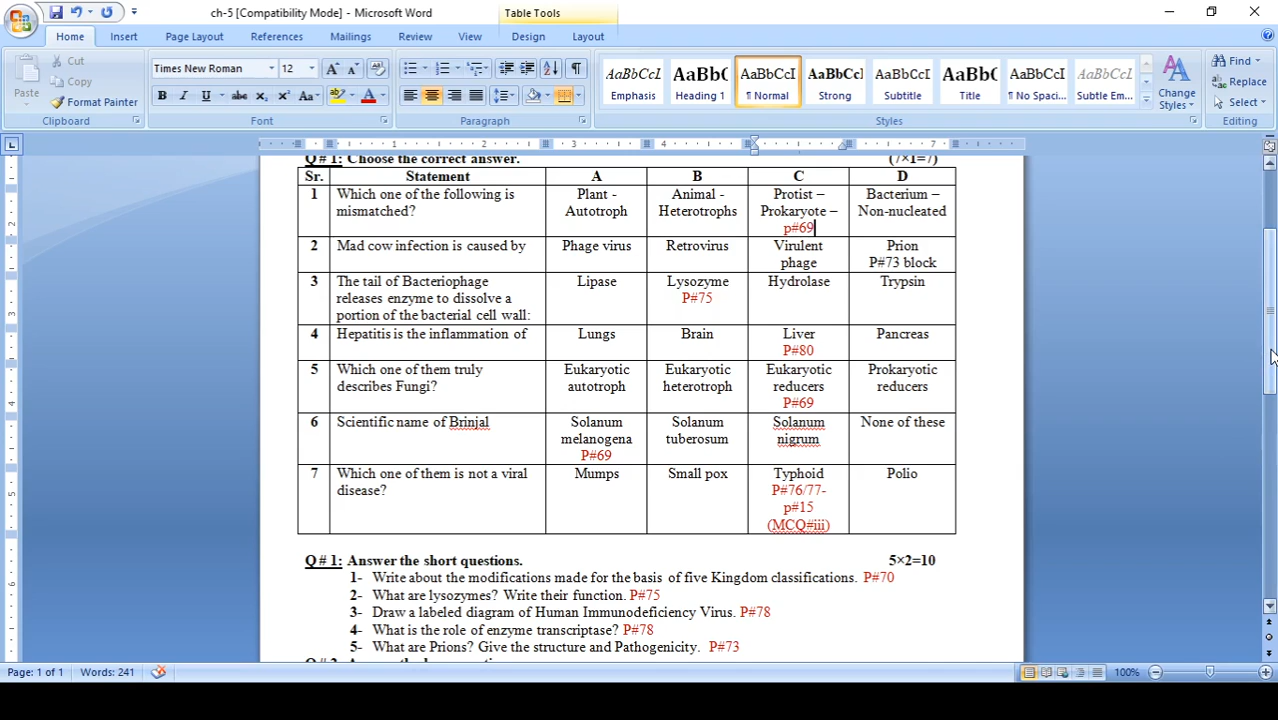 ch-5 [Compatibility Mode] - Microsoft Word
Table Tools
Home Insert Page Layout References Mailings Review View Design Layout
Paste
Cut
Copy
Format Painter
Clipboard
Times New Roman 12
Font
Paragraph
AaBbCcI Emphasis
AaBbC Heading 1
AaBbCcI ¶ Normal
AaBbCc Strong
AaBbCcI Subtitle
AaBbC Title
AaBbCcI ¶ No Spaci...
AaBbCcI Subtle Em...
Change Styles
Styles
Find
Replace
Select
Editing
Q # 1: Choose the correct answer. (7×1=7)
Sr. Statement A B C D
1 Which one of the following is mismatched? Plant - Autotroph Animal - Heterotrophs Protist – Prokaryote – p#69 Bacterium – Non-nucleated
2 Mad cow infection is caused by Phage virus Retrovirus Virulent phage Prion P#73 block
3 The tail of Bacteriophage releases enzyme to dissolve a portion of the bacterial cell wall: Lipase Lysozyme P#75 Hydrolase Trypsin
4 Hepatitis is the inflammation of Lungs Brain Liver P#80 Pancreas
5 Which one of them truly describes Fungi? Eukaryotic autotroph Eukaryotic heterotroph Eukaryotic reducers P#69 Prokaryotic reducers
6 Scientific name of Brinjal Solanum melanogena P#69 Solanum tuberosum Solanum nigrum None of these
7 Which one of them is not a viral disease? Mumps Small pox Typhoid P#76/77- p#15 (MCQ#iii) Polio
Q # 1: Answer the short questions. 5×2=10
1- Write about the modifications made for the basis of five Kingdom classifications. P#70
2- What are lysozymes? Write their function. P#75
3- Draw a labeled diagram of Human Immunodeficiency Virus. P#78
4- What is the role of enzyme transcriptase? P#78
5- What are Prions? Give the structure and Pathogenicity. P#73
Page: 1 of 1 Words: 241 100%